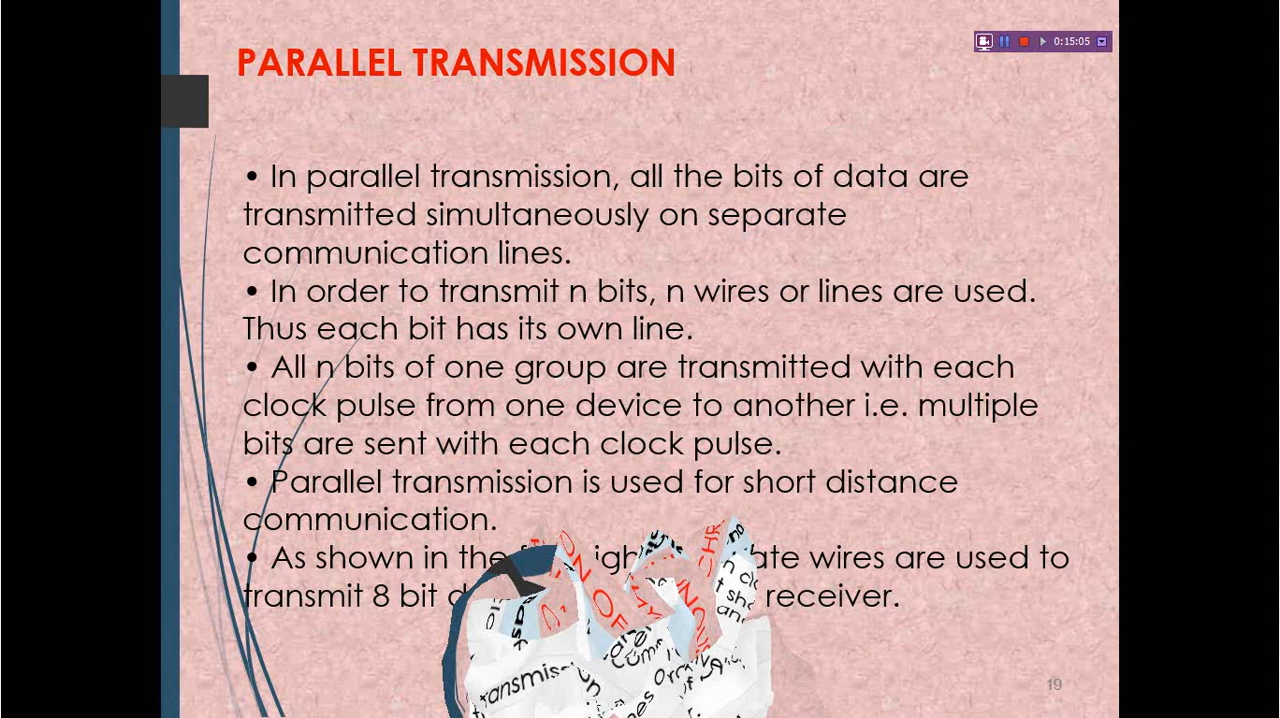 0:15:05
PARALLEL TRANSMISSION
• In parallel transmission, all the bits of data are
transmitted simultaneously on separate
communication lines.
• In order to transmit n bits, n wires or lines are used.
Thus each bit has its own line.
• All n bits of one group are transmitted with each
clock pulse from one device to another i.e. multiple
bits are sent with each clock pulse.
• Parallel transmission is used for short distance
communication.
• As shown in the wires are used to
transmit 8 bit receiver.
ON OF
19